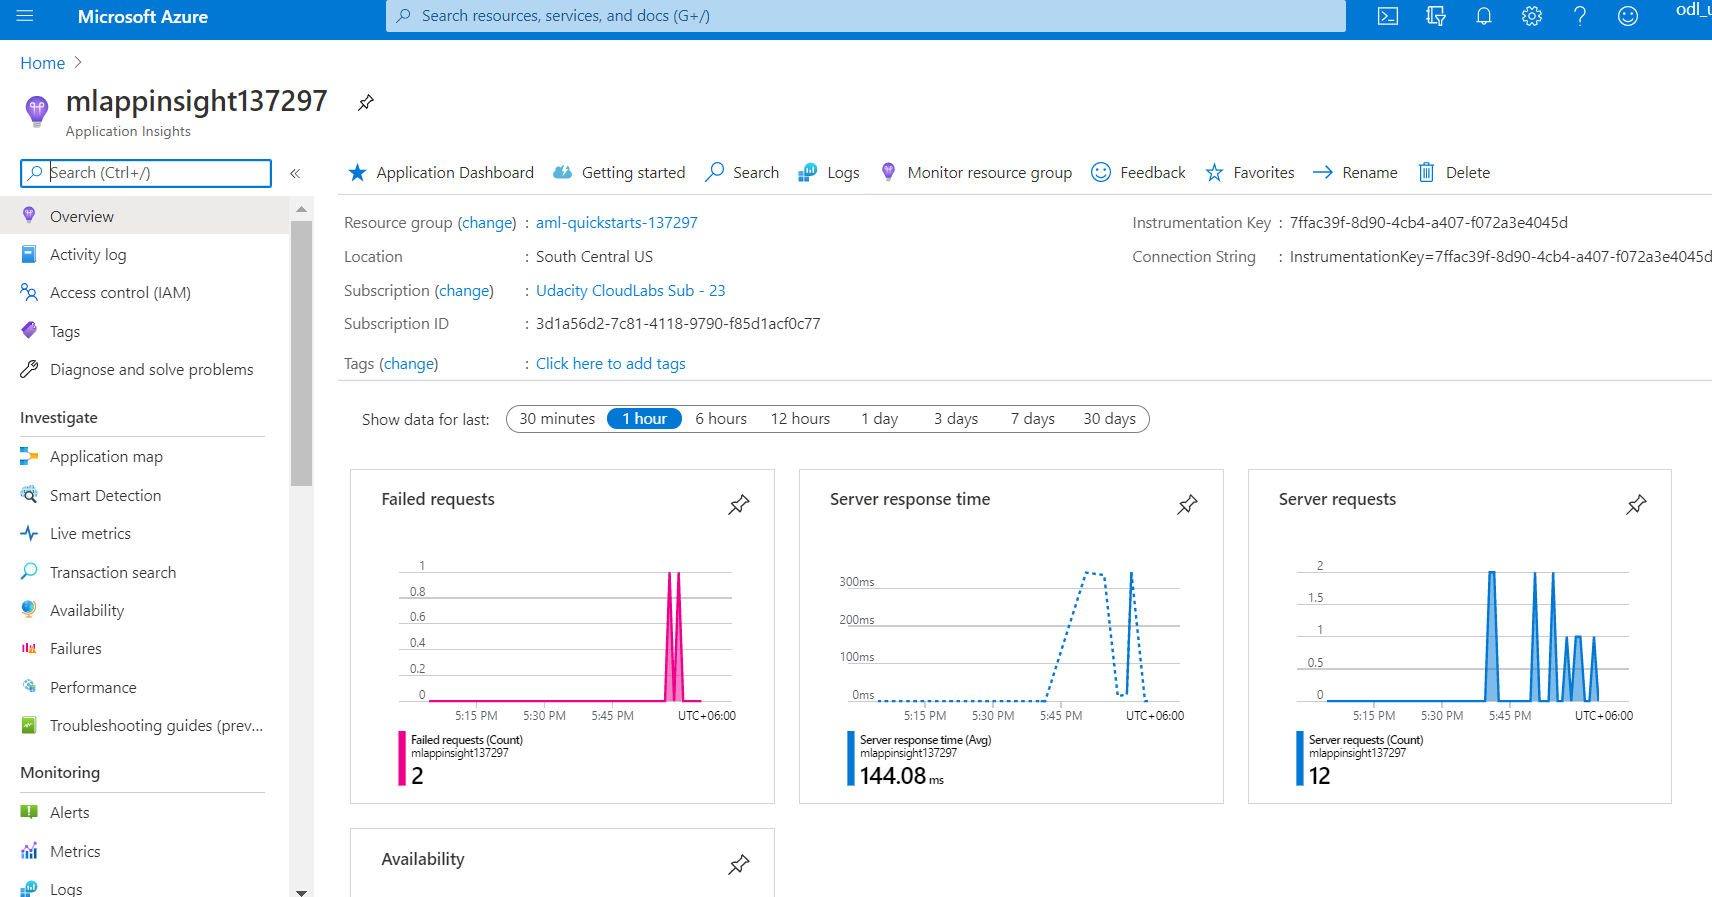 Microsoft Azure
Search resources, services, and docs (G+/)
odl_u
Home >
mlappinsight137297
Application Insights
Search (Ctrl+/)
«
Application Dashboard
Getting started
Search
Logs
Monitor resource group
Feedback
Favorites
Rename
Delete
Overview
Activity log
Access control (IAM)
Tags
Diagnose and solve problems
Investigate
Application map
Smart Detection
Live metrics
Transaction search
Availability
Failures
Performance
Troubleshooting guides (prev...
Monitoring
Alerts
Metrics
Logs
Resource group (change) : aml-quickstarts-137297
Location : South Central US
Subscription (change) : Udacity CloudLabs Sub - 23
Subscription ID : 3d1a56d2-7c81-4118-9790-f85d1acf0c77
Tags (change) : Click here to add tags
Instrumentation Key : 7ffac39f-8d90-4cb4-a407-f072a3e4045d
Connection String : InstrumentationKey=7ffac39f-8d90-4cb4-a407-f072a3e4045d
Show data for last: 30 minutes 1 hour 6 hours 12 hours 1 day 3 days 7 days 30 days
Failed requests
1
0.8
0.6
0.4
0.2
0
5:15 PM 5:30 PM 5:45 PM UTC+06:00
Failed requests (Count)
mlappinsight137297
2
Server response time
300ms
200ms
100ms
0ms
5:15 PM 5:30 PM 5:45 PM UTC+06:00
Server response time (Avg)
mlappinsight137297
144.08 ms
Server requests
2
1.5
1
0.5
0
5:15 PM 5:30 PM 5:45 PM UTC+06:00
Server requests (Count)
mlappinsight137297
12
Availability